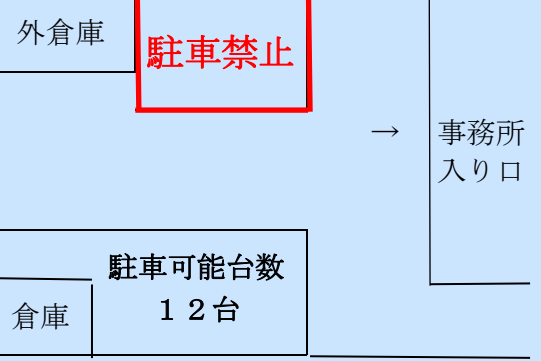 外倉庫
駐車禁止
→
事務所
入り口
駐車可能台数
１２台
倉庫